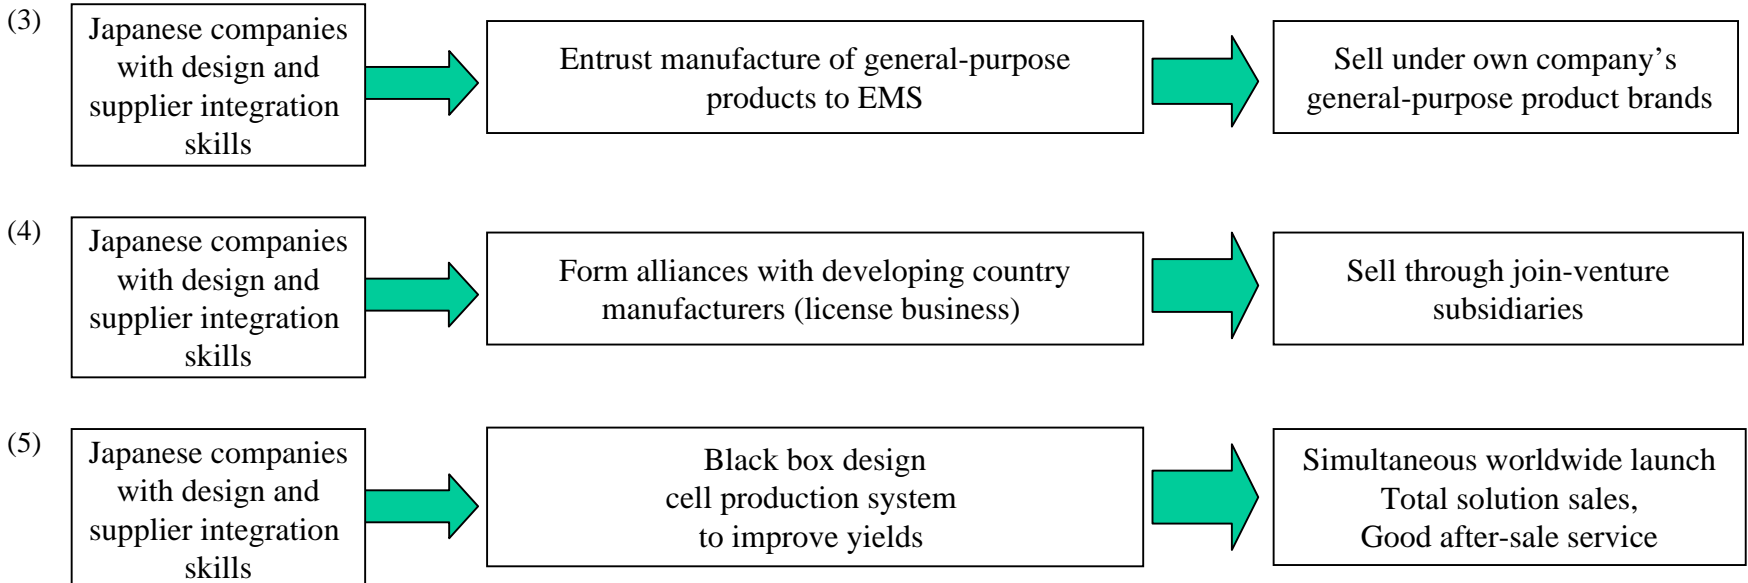 (3)
Japanese companies
with design and
supplier integration
skills
Entrust manufacture of general-purpose
products to EMS
Sell under own company’s
general-purpose product brands
(4)
Japanese companies
with design and
supplier integration
skills
Form alliances with developing country
manufacturers (license business)
Sell through join-venture
subsidiaries
(5)
Japanese companies
with design and
supplier integration
skills
Black box design
cell production system
to improve yields
Simultaneous worldwide launch
Total solution sales,
Good after-sale service